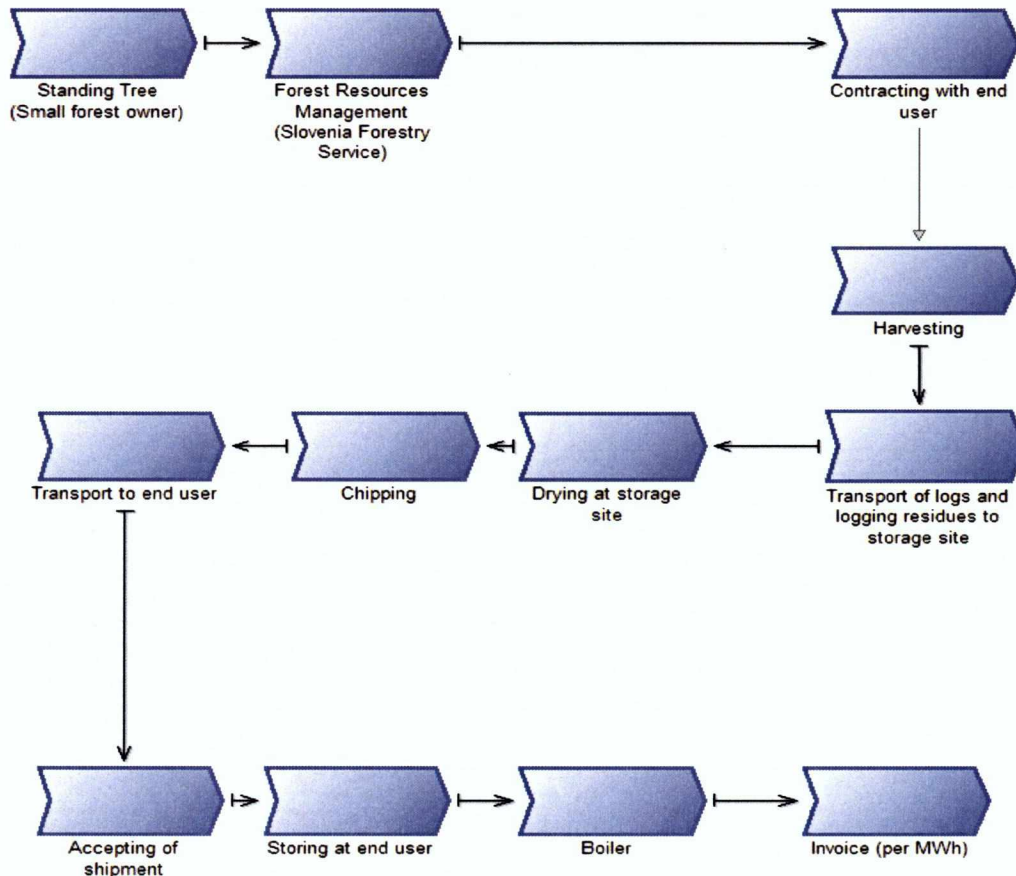 Standing Tree
(Small forest owner)
Forest Resources
Management
(Slovenia Forestry
Service)
Contracting with end
user
Harvesting
Transport to end user
Chipping
Drying at storage
site
Transport of logs and
logging residues to
storage site
Accepting of
shipment
Storing at end user
Boiler
Invoice (per MWh)